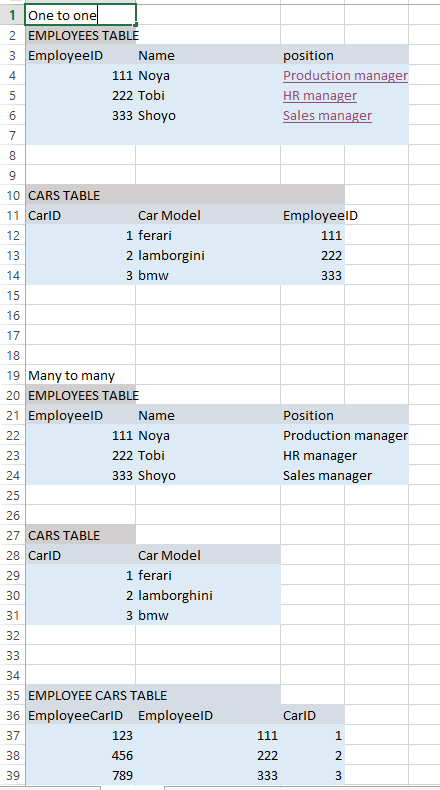 1 One to one
2 EMPLOYEES TABLE
3 EmployeeID Name position
4 111 Noya Production manager
5 222 Tobi HR manager
6 333 Shoyo Sales manager
7
8
9
10 CARS TABLE
11 CarID Car Model EmployeeID
12 1 ferari 111
13 2 lamborgini 222
14 3 bmw 333
15
16
17
18
19 Many to many
20 EMPLOYEES TABLE
21 EmployeeID Name Position
22 111 Noya Production manager
23 222 Tobi HR manager
24 333 Shoyo Sales manager
25
26
27 CARS TABLE
28 CarID Car Model
29 1 ferari
30 2 lamborghini
31 3 bmw
32
33
34
35 EMPLOYEE CARS TABLE
36 EmployeeCarID EmployeeID CarID
37 123 111 1
38 456 222 2
39 789 333 3